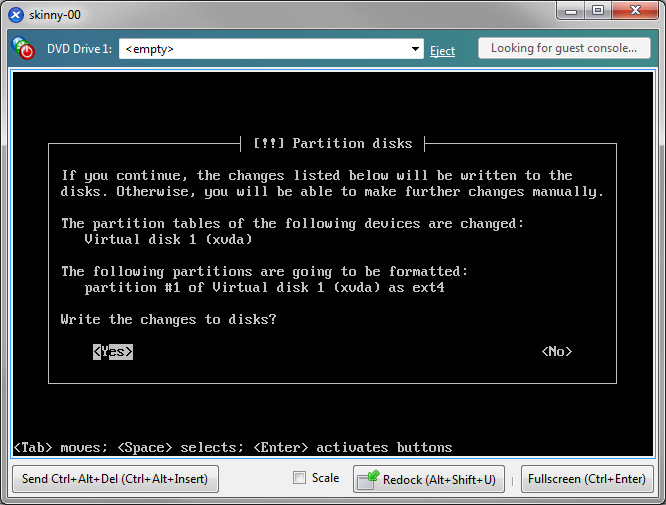 skinny-00
DVD Drive 1: <empty> Eject Looking for guest console...
[!!] Partition disks
If you continue, the changes listed below will be written to the
disks. Otherwise, you will be able to make further changes manually.
The partition tables of the following devices are changed:
Virtual disk 1 (xvda)
The following partitions are going to be formatted:
partition #1 of Virtual disk 1 (xvda) as ext4
Write the changes to disks?
<Yes> <No>
<Tab> moves; <Space> selects; <Enter> activates buttons
Send Ctrl+Alt+Del (Ctrl+Alt+Insert) Scale Redock (Alt+Shift+U) Fullscreen (Ctrl+Enter)